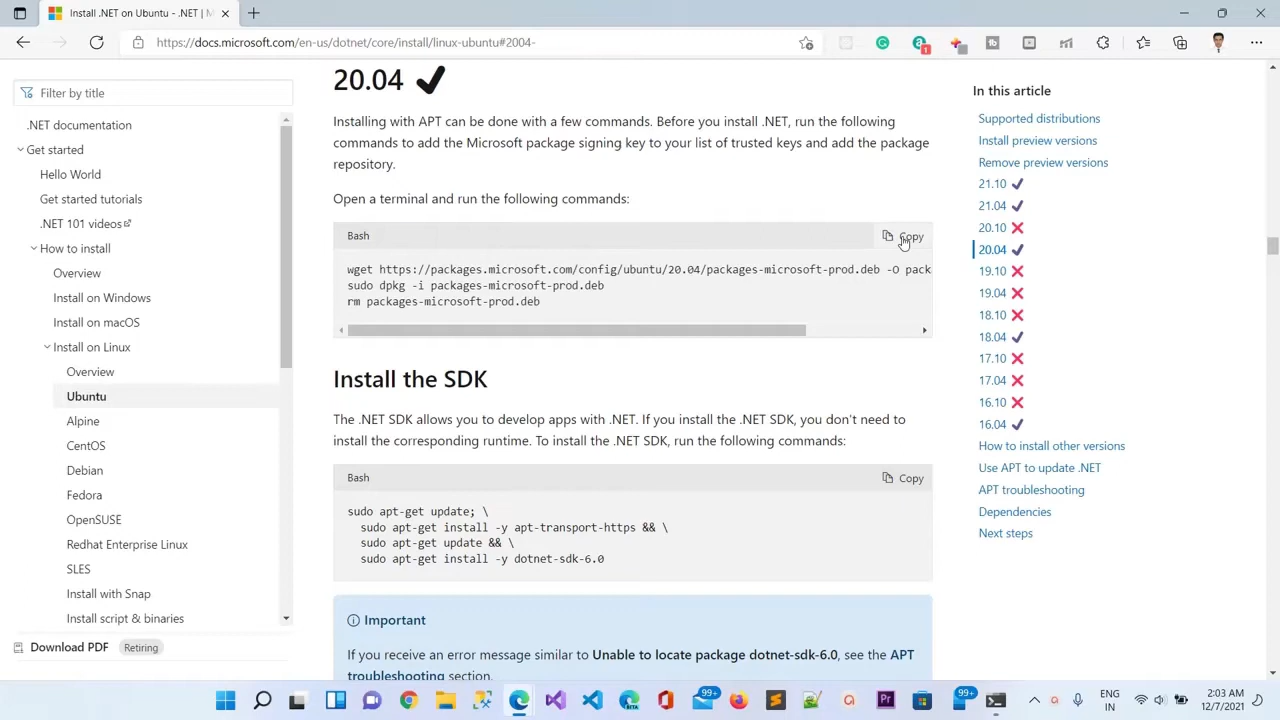 Install .NET on Ubuntu - .NET | M
https://docs.microsoft.com/en-us/dotnet/core/install/linux-ubuntu#2004-
1
Filter by title
.NET documentation
Get started
Hello World
Get started tutorials
.NET 101 videos
How to install
Overview
Install on Windows
Install on macOS
Install on Linux
Overview
Ubuntu
Alpine
CentOS
Debian
Fedora
OpenSUSE
Redhat Enterprise Linux
SLES
Install with Snap
Install script & binaries
Download PDF Retiring
20.04
Installing with APT can be done with a few commands. Before you install .NET, run the following
commands to add the Microsoft package signing key to your list of trusted keys and add the package
repository.
Open a terminal and run the following commands:
Bash Copy
wget https://packages.microsoft.com/config/ubuntu/20.04/packages-microsoft-prod.deb -O pack
sudo dpkg -i packages-microsoft-prod.deb
rm packages-microsoft-prod.deb
Install the SDK
The .NET SDK allows you to develop apps with .NET. If you install the .NET SDK, you don't need to
install the corresponding runtime. To install the .NET SDK, run the following commands:
Bash Copy
sudo apt-get update; \
sudo apt-get install -y apt-transport-https && \
sudo apt-get update && \
sudo apt-get install -y dotnet-sdk-6.0
Important
If you receive an error message similar to Unable to locate package dotnet-sdk-6.0, see the APT
troubleshooting section.
In this article
Supported distributions
Install preview versions
Remove preview versions
21.10
21.04
20.10
20.04
19.10
19.04
18.10
18.04
17.10
17.04
16.10
16.04
How to install other versions
Use APT to update .NET
APT troubleshooting
Dependencies
Next steps
99+
99+
ENG
IN
2:03 AM
12/7/2021